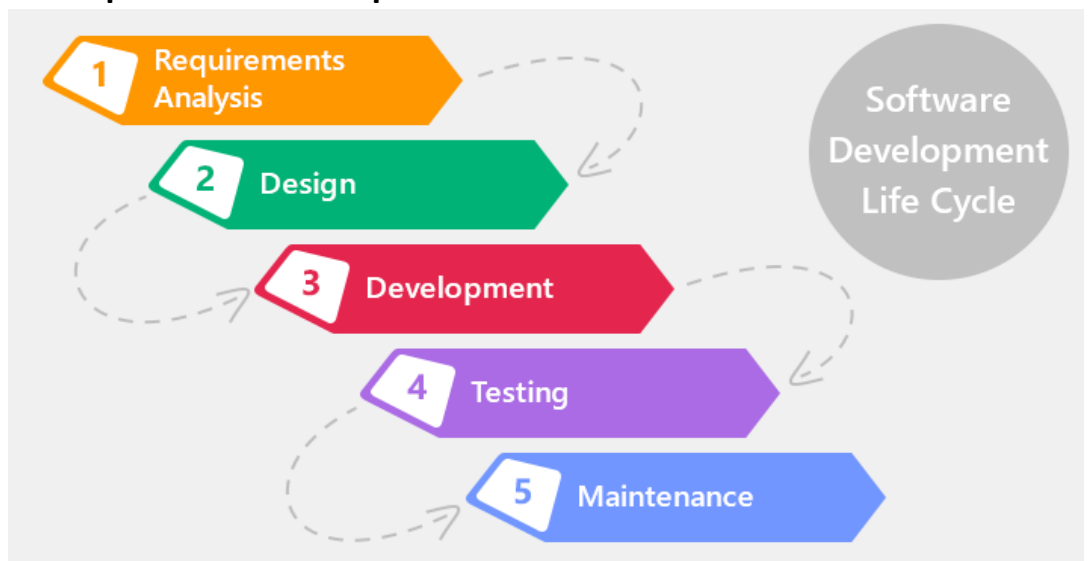 1
Requirements
Analysis
2
Design
3
Development
4
Testing
5
Maintenance
Software
Development
Life Cycle